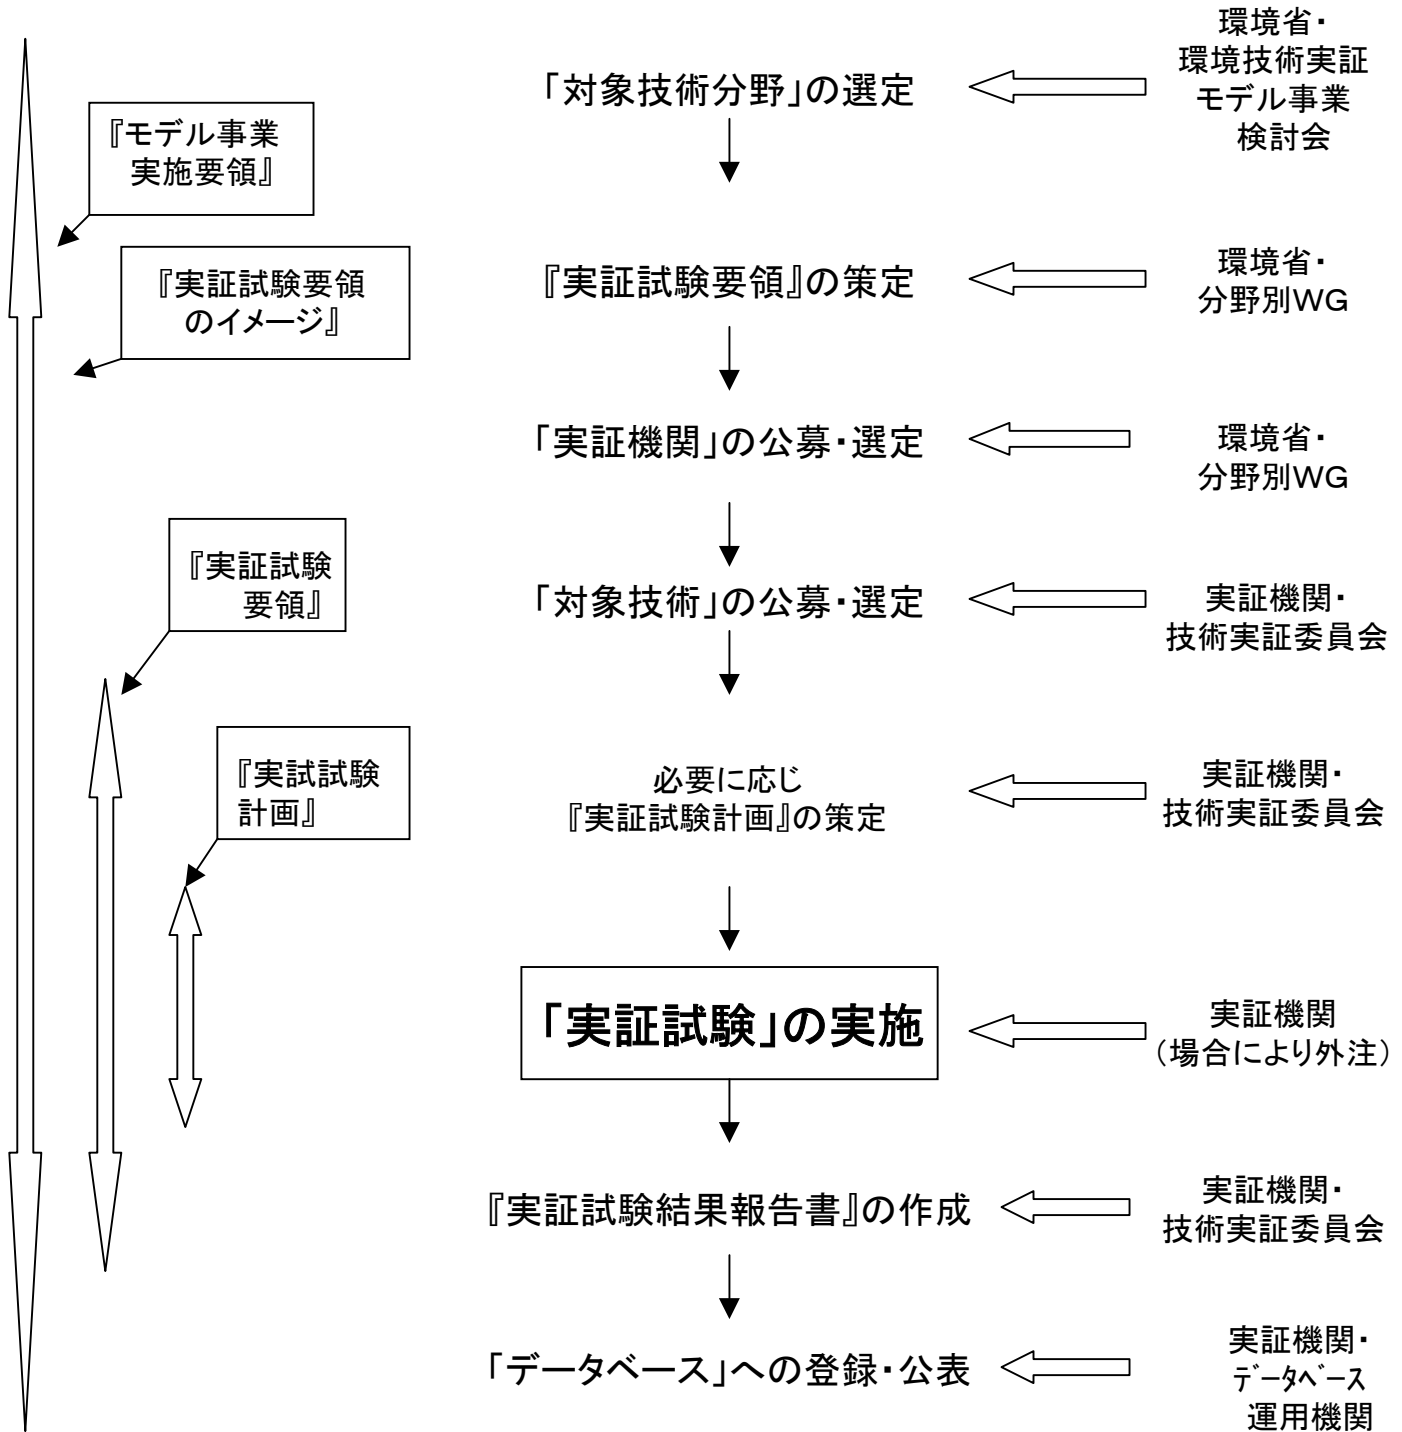 環境省・
環境技術実証
モデル事業
検討会
「対象技術分野」の選定
『モデル事業
実施要領』
『実証試験要領
のイメージ』
『実証試験要領』の策定
環境省・
分野別WG
「実証機関」の公募・選定
環境省・
分野別WG
『実証試験
要領』
「対象技術」の公募・選定
実証機関・
技術実証委員会
『実試試験
計画』
必要に応じ
『実証試験計画』の策定
実証機関・
技術実証委員会
「実証試験」の実施
実証機関
（場合により外注）
『実証試験結果報告書』の作成
実証機関・
技術実証委員会
「データベース」への登録・公表
実証機関・
ﾃﾞｰﾀﾍﾞｰｽ
運用機関